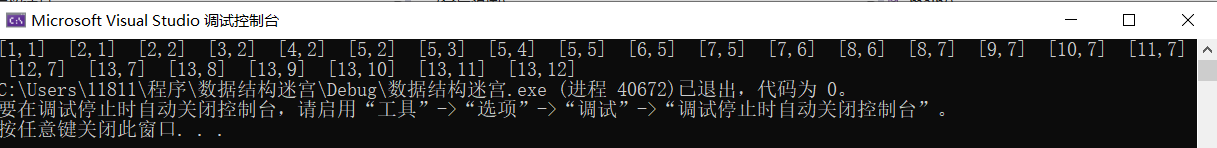 Microsoft Visual Studio 调试控制台
[1,1] [2,1] [2,2] [3,2] [4,2] [5,2] [5,3] [5,4] [5,5] [6,5] [7,5] [7,6] [8,6] [8,7] [9,7] [10,7] [11,7]
[12,7] [13,7] [13,8] [13,9] [13,10] [13,11] [13,12]
C:\Users\11811\程序\数据结构迷宫\Debug\数据结构迷宫.exe (进程 40672)已退出，代码为 0。
要在调试停止时自动关闭控制台，请启用“工具”->“选项”->“调试”->“调试停止时自动关闭控制台”。
按任意键关闭此窗口. . .